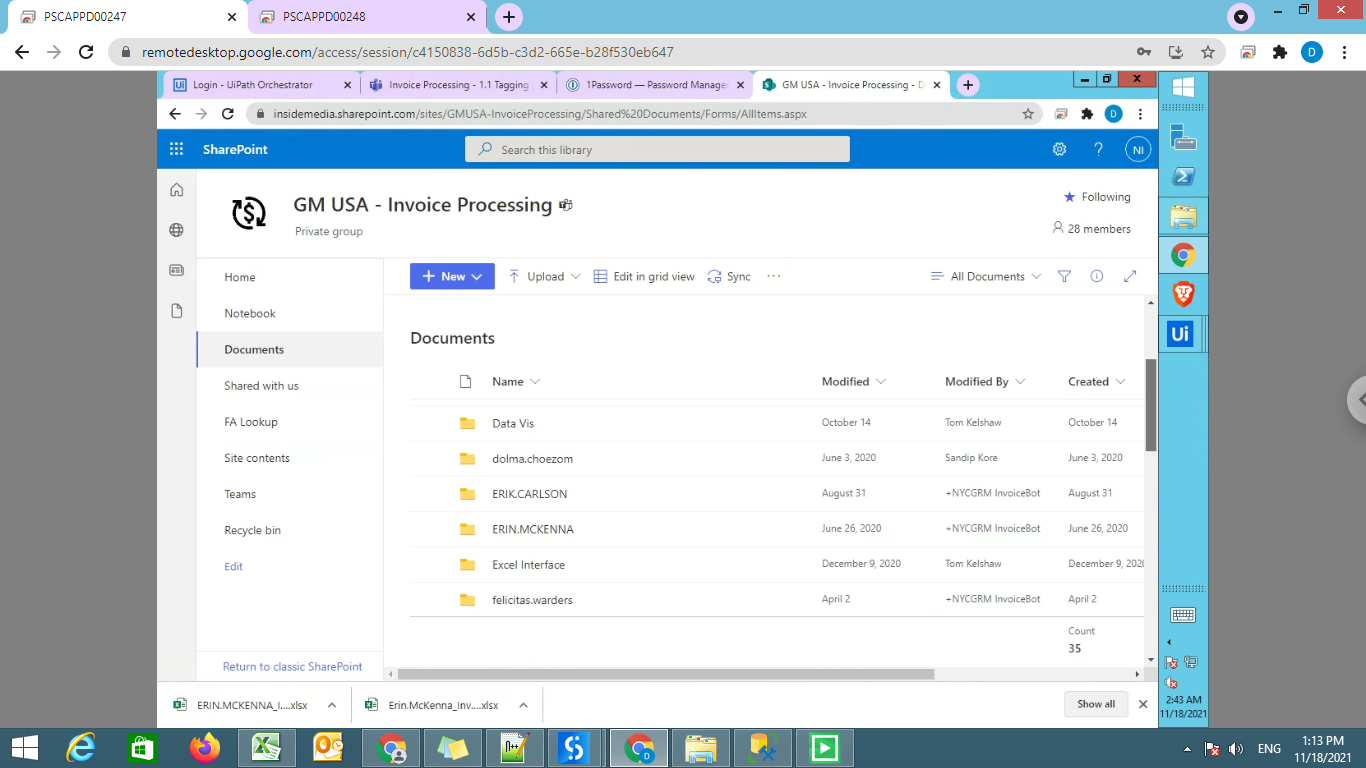 PSCAPPD00247
PSCAPPD00248
remotedesktop.google.com/access/session/c4150838-6d5b-c3d2-665e-b28f530eb647
D
Login - UiPath Orchestrator
Invoice Processing - 1.1 Tagging
1Password — Password Manage
GM USA - Invoice Processing - D
insidemedia.sharepoint.com/sites/GMUSA-InvoiceProcessing/Shared%20Documents/Forms/AllItems.aspx
D
SharePoint
Search this library
?
NI
GM USA - Invoice Processing
Private group
Following
28 members
Home
Notebook
Documents
Shared with us
FA Lookup
Site contents
Teams
Recycle bin
Edit
Return to classic SharePoint
+ New
Upload
Edit in grid view
Sync
...
All Documents
Documents
Name Modified Modified By Created
Data Vis October 14 Tom Kelshaw October 14
dolma.choezom June 3, 2020 Sandip Kore June 3, 2020
ERIK.CARLSON August 31 +NYCGRM InvoiceBot August 31
ERIN.MCKENNA June 26, 2020 +NYCGRM InvoiceBot June 26, 2020
Excel Interface December 9, 2020 Tom Kelshaw December 9, 202
felicitas.warders April 2 +NYCGRM InvoiceBot April 2
Count
35
ERIN.MCKENNA_I....xlsx
Erin.McKenna_Inv....xlsx
Show all
Ui
2:43 AM
11/18/2021
ENG
1:13 PM
11/18/2021